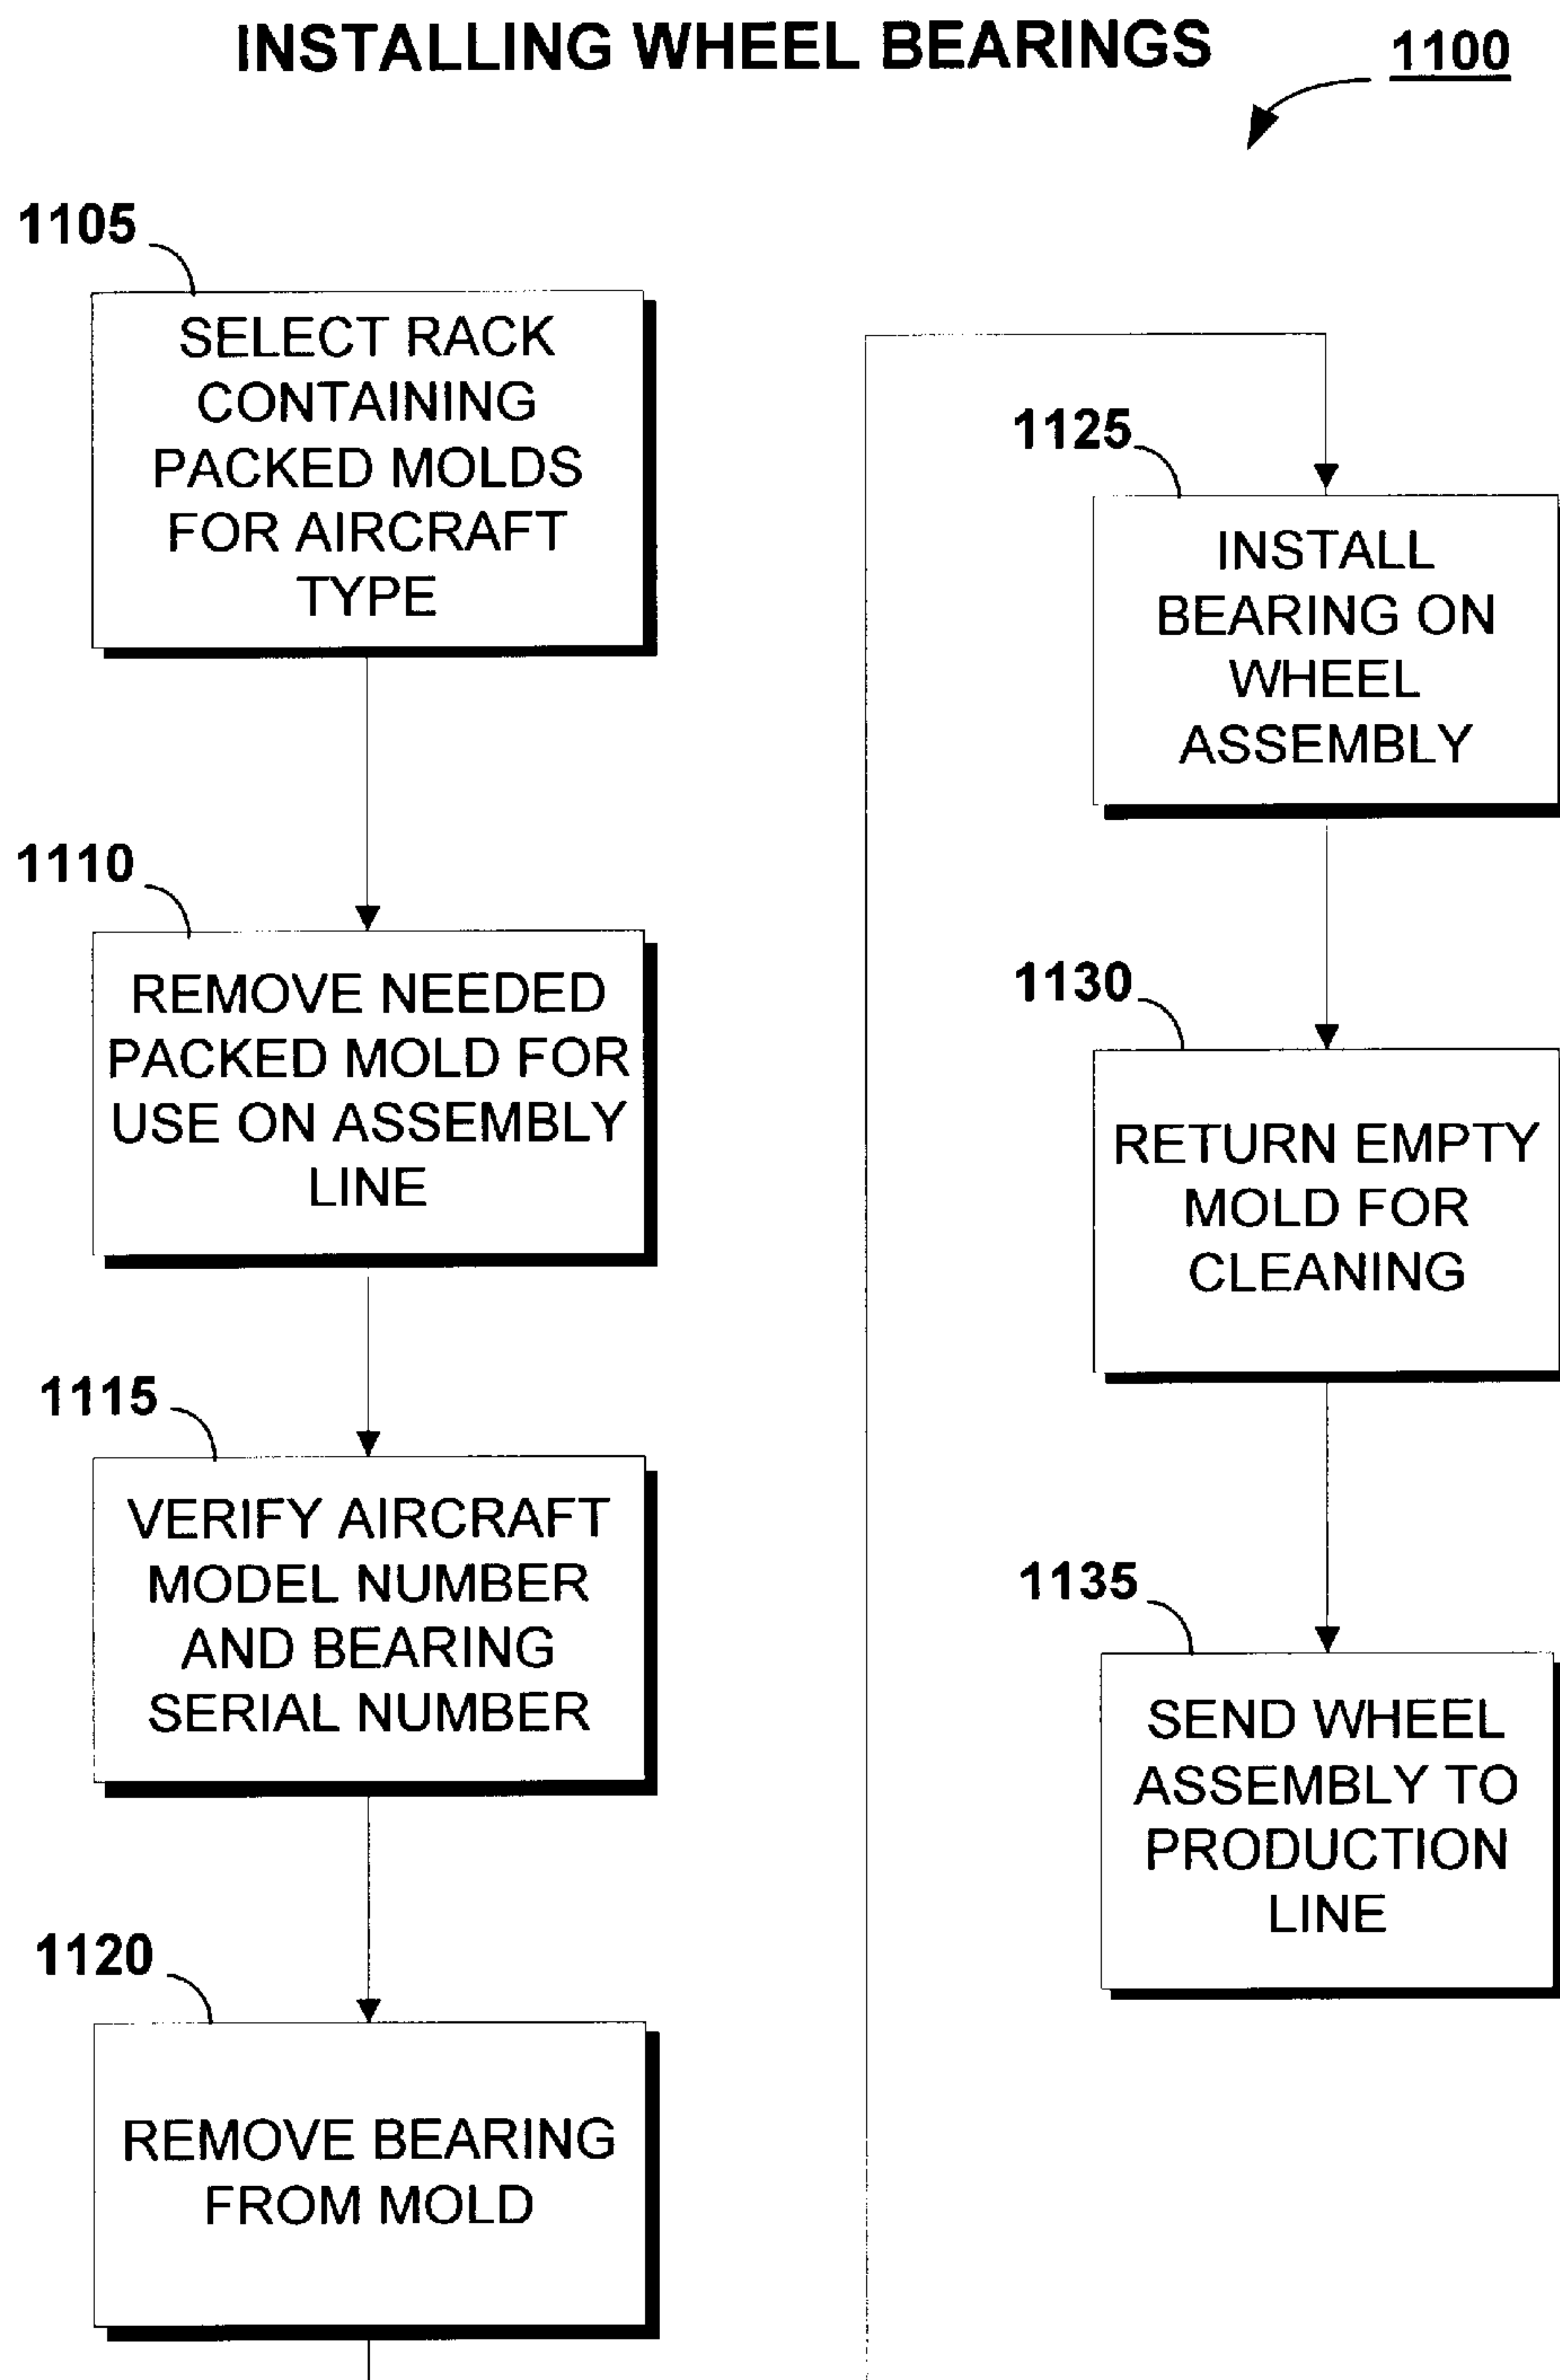 INSTALLING WHEEL BEARINGS
1100
1105
SELECT RACK
CONTAINING
PACKED MOLDS
FOR AIRCRAFT
TYPE
1110
REMOVE NEEDED
PACKED MOLD FOR
USE ON ASSEMBLY
LINE
1115
VERIFY AIRCRAFT
MODEL NUMBER
AND BEARING
SERIAL NUMBER
1120
REMOVE BEARING
FROM MOLD
1125
INSTALL
BEARING ON
WHEEL
ASSEMBLY
1130
RETURN EMPTY
MOLD FOR
CLEANING
1135
SEND WHEEL
ASSEMBLY TO
PRODUCTION
LINE